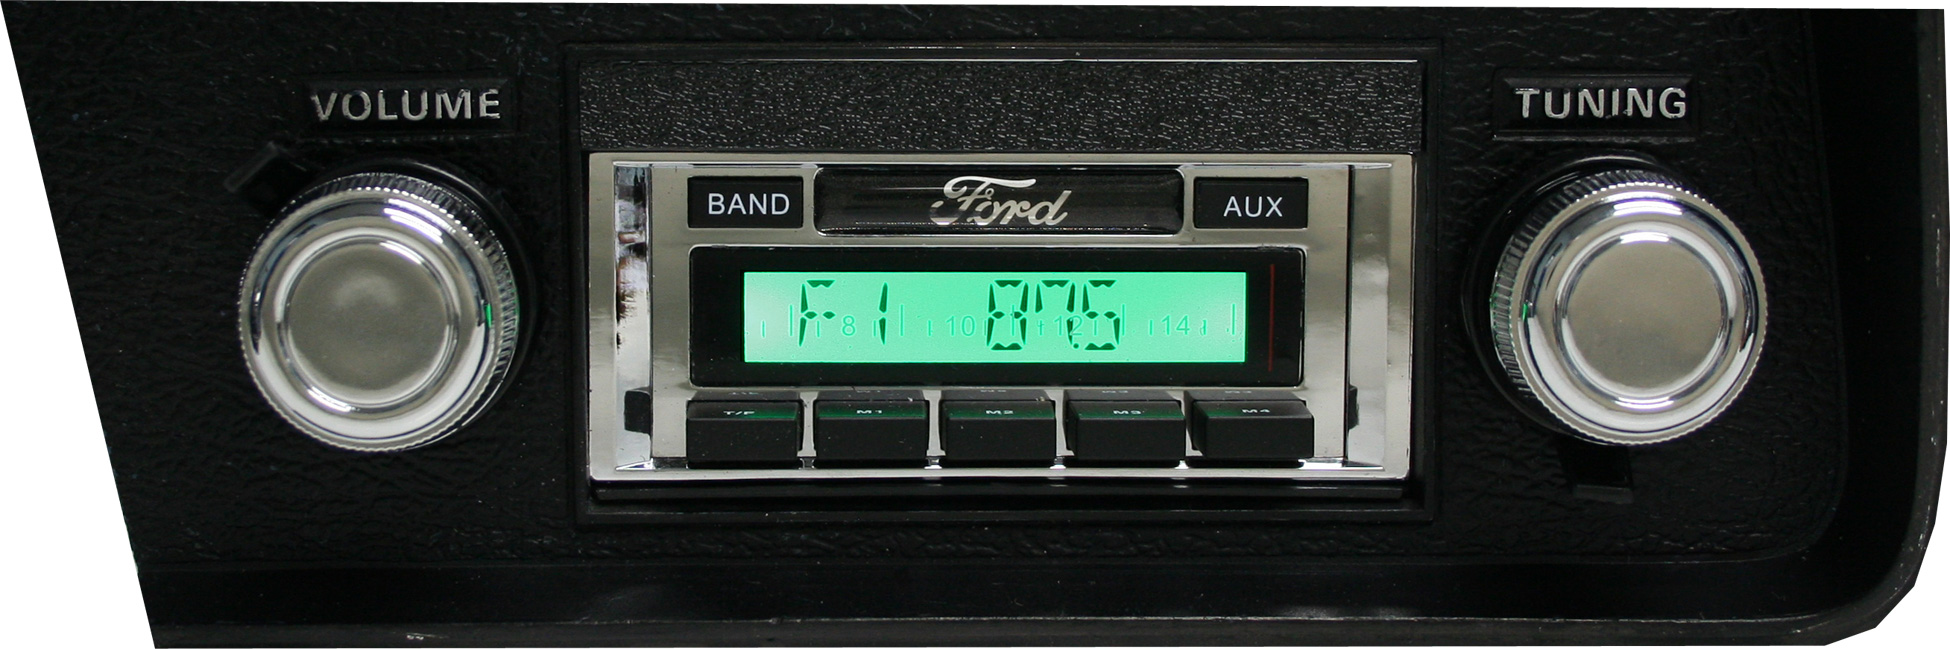 VOLUME
TUNING
BAND Ford AUX
F1 87.5
8 10 12 14
T/P M1 M2 M3 M4